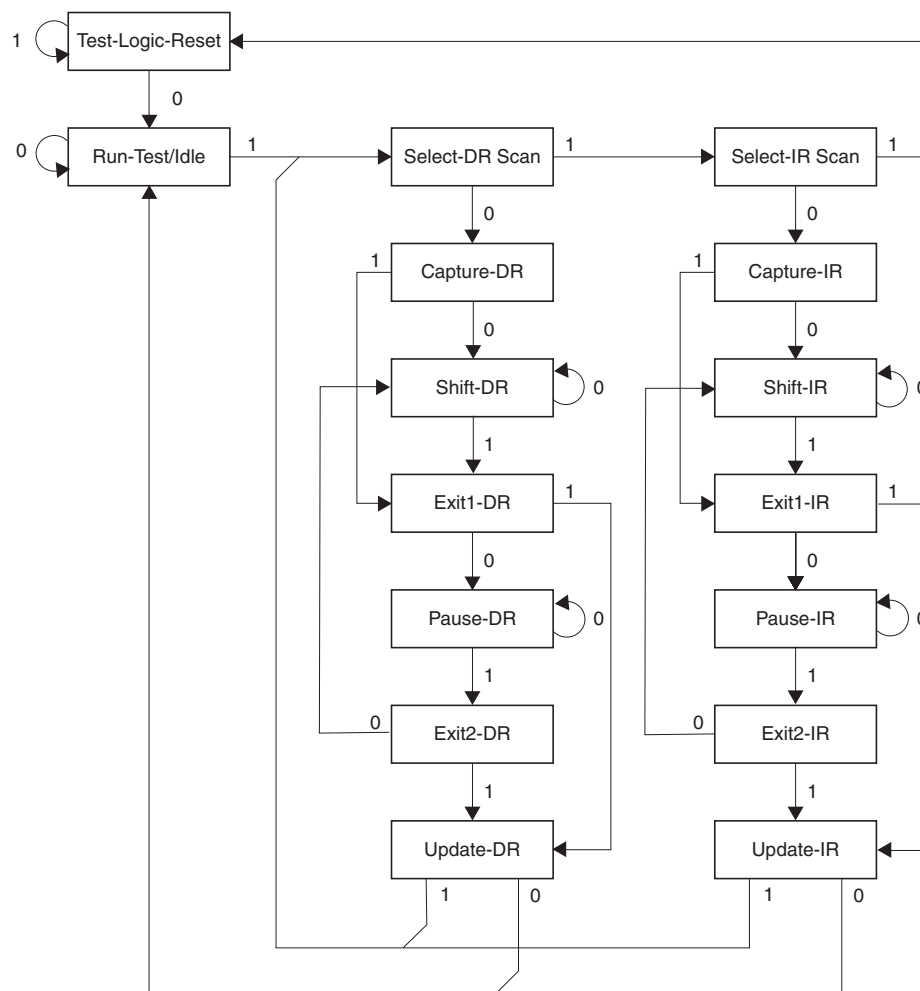 1 Test-Logic-Reset
0
0 Run-Test/Idle 1 Select-DR Scan 1 Select-IR Scan 1
0 0
1 Capture-DR 1 Capture-IR
0 0
Shift-DR 0 Shift-IR 0
1 1
Exit1-DR 1 Exit1-IR 1
0 0
Pause-DR 0 Pause-IR 0
1 1
0 Exit2-DR 0 Exit2-IR
1 1
Update-DR Update-IR
1 0 1 0